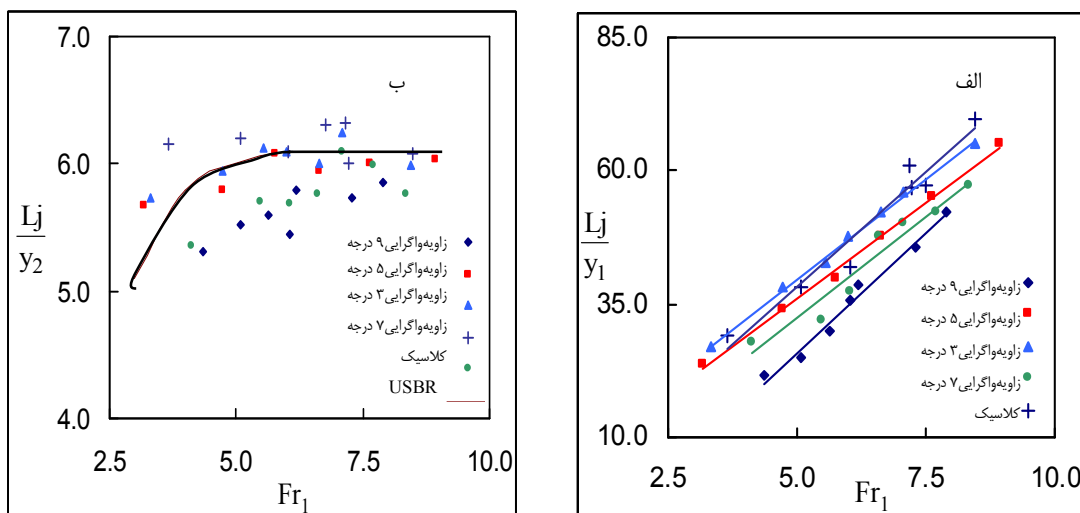 7.0
6.0
5.0
4.0
2.5
5.0
7.5
10.0
Lj
y2
Fr1
ب
زاویه‌واگرایی۹ درجه
زاویه‌واگرایی۵ درجه
زاویه‌واگرایی۳ درجه
زاویه‌واگرایی۷ درجه
کلاسیک
USBR
85.0
60.0
35.0
10.0
2.5
5.0
7.5
10.0
Lj
y1
Fr1
الف
زاویه‌واگرایی۹ درجه
زاویه‌واگرایی۵ درجه
زاویه‌واگرایی۳ درجه
زاویه‌واگرایی۷ درجه
کلاسیک